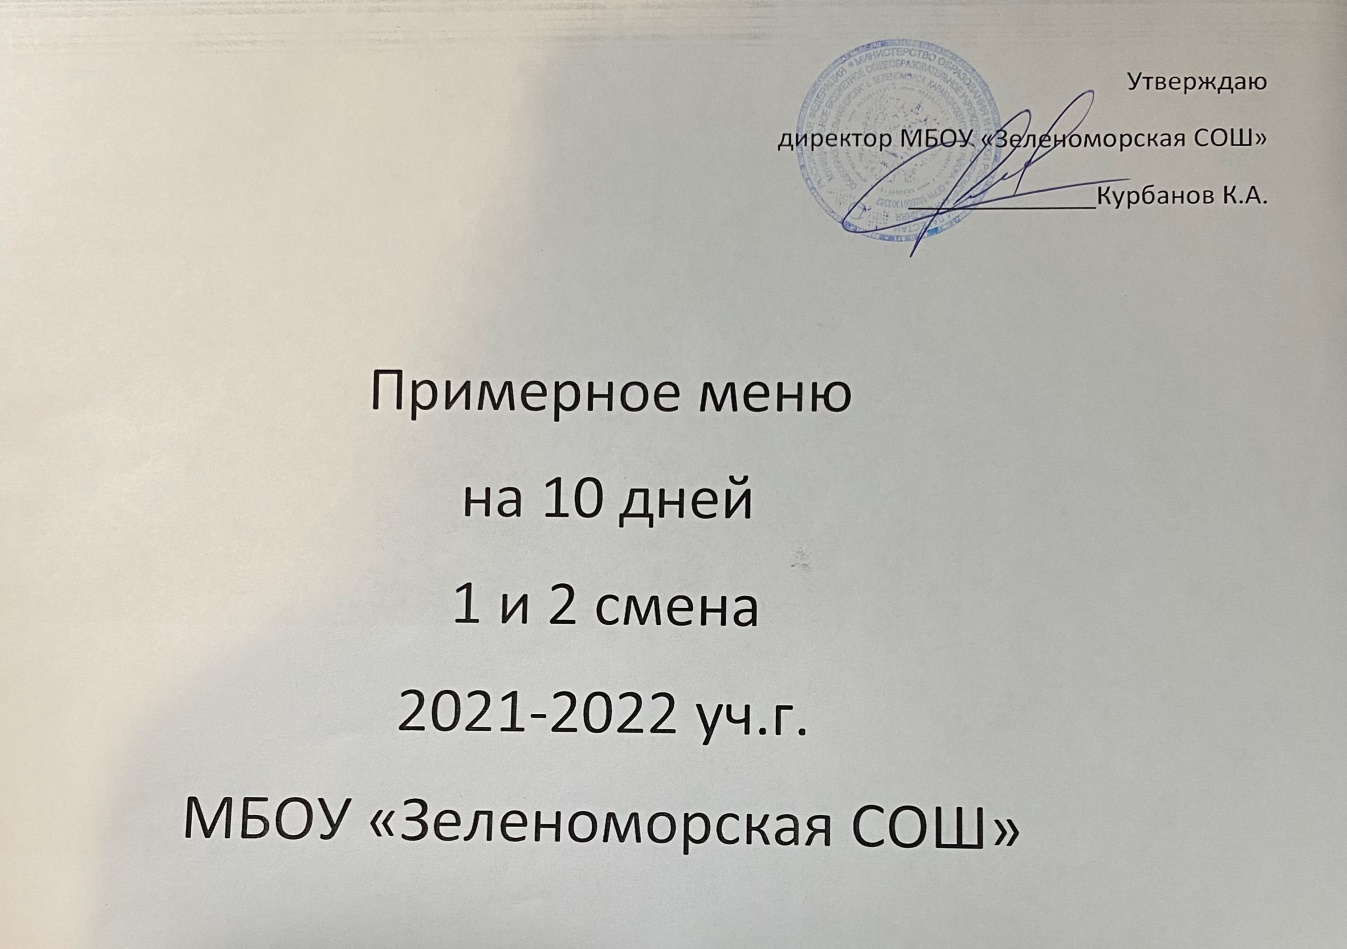 Утверждаю
директор МБОУ «Зеленоморская СОШ»
Курбанов К.А.
Примерное меню
на 10 дней
1 и 2 смена
2021-2022 уч.г.
МБОУ «Зеленоморская СОШ»